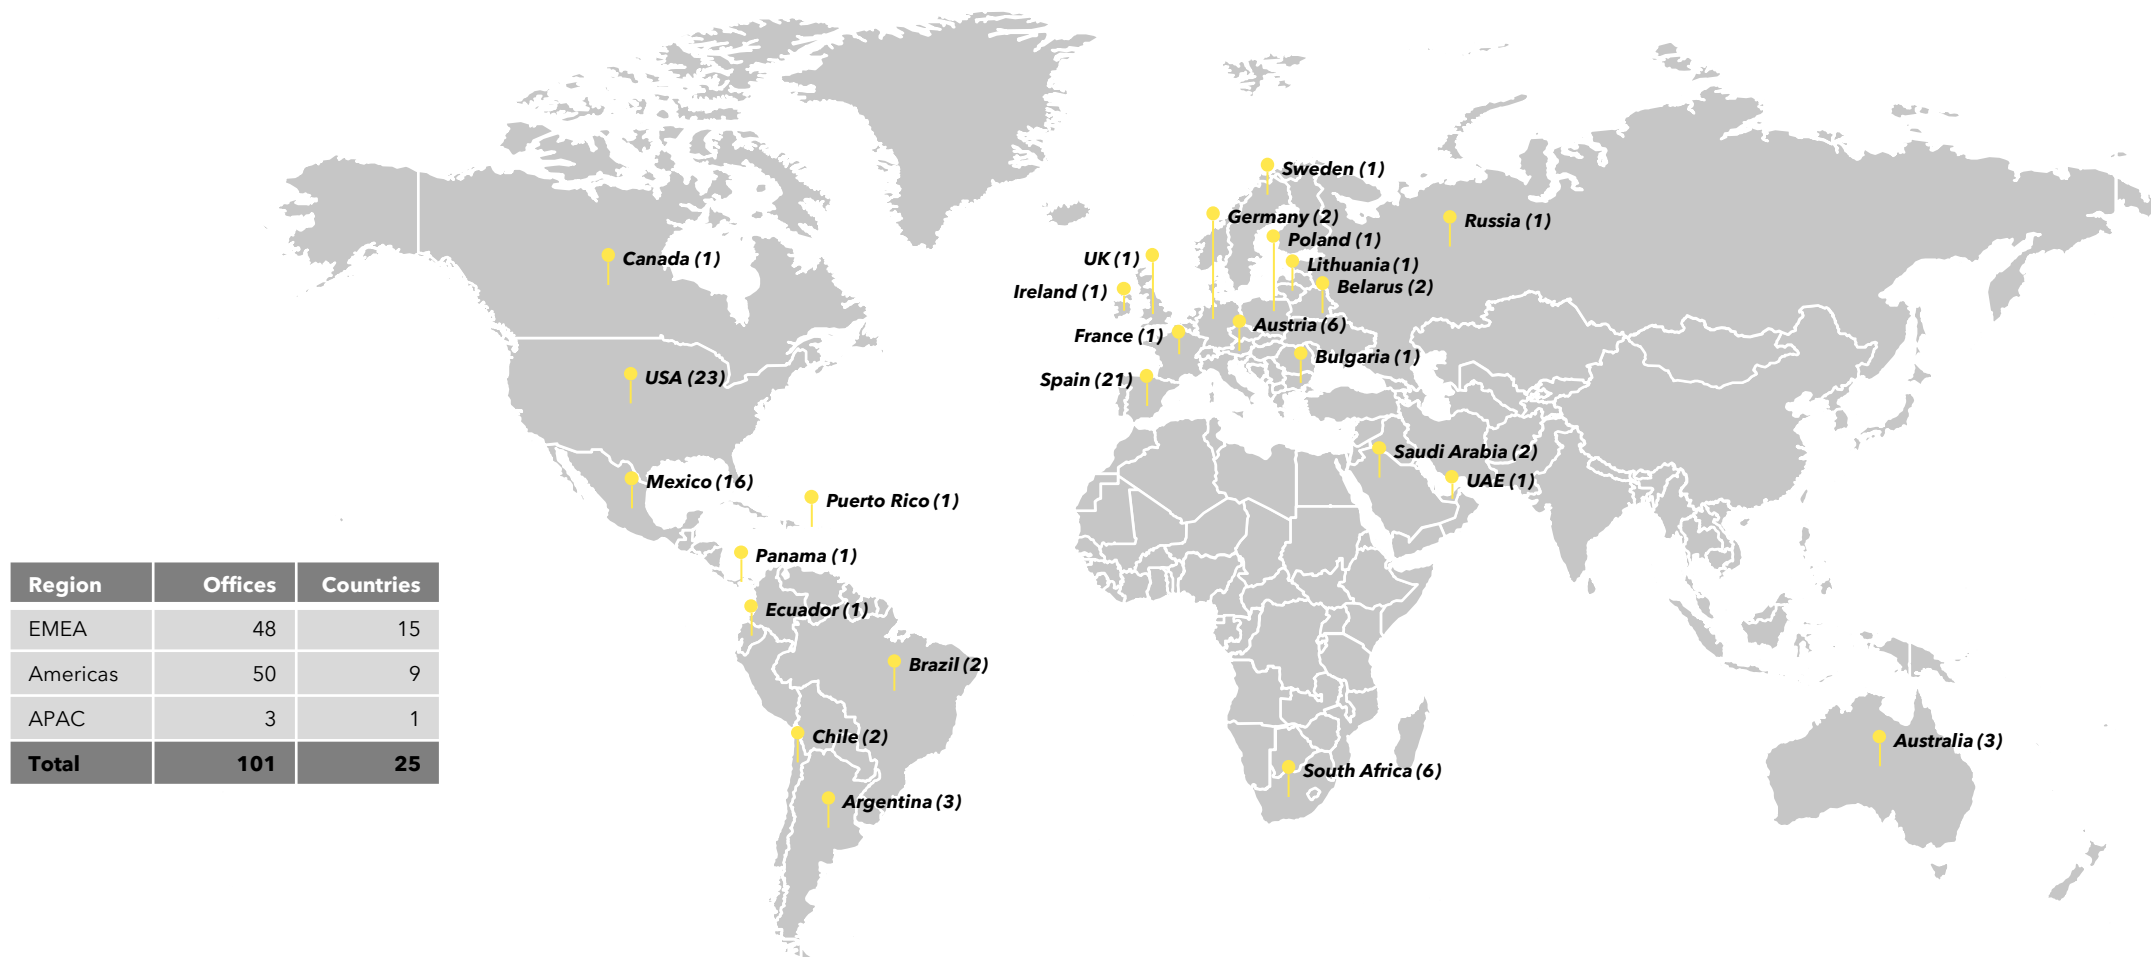 Sweden (1)
Germany (2)
Russia (1)
Poland (1)
Canada (1)
UK (1)
Lithuania (1)
Ireland (1)
Belarus (2)
Austria (6)
France (1)
Bulgaria (1)
USA (23)
Spain (21)
Saudi Arabia (2)
Mexico (16)
UAE (1)
Puerto Rico (1)
Panama (1)
Ecuador (1)
Brazil (2)
Chile (2)
Australia (3)
South Africa (6)
Argentina (3)
Region Offices Countries
EMEA 48 15
Americas 50 9
APAC 3 1
Total 101 25